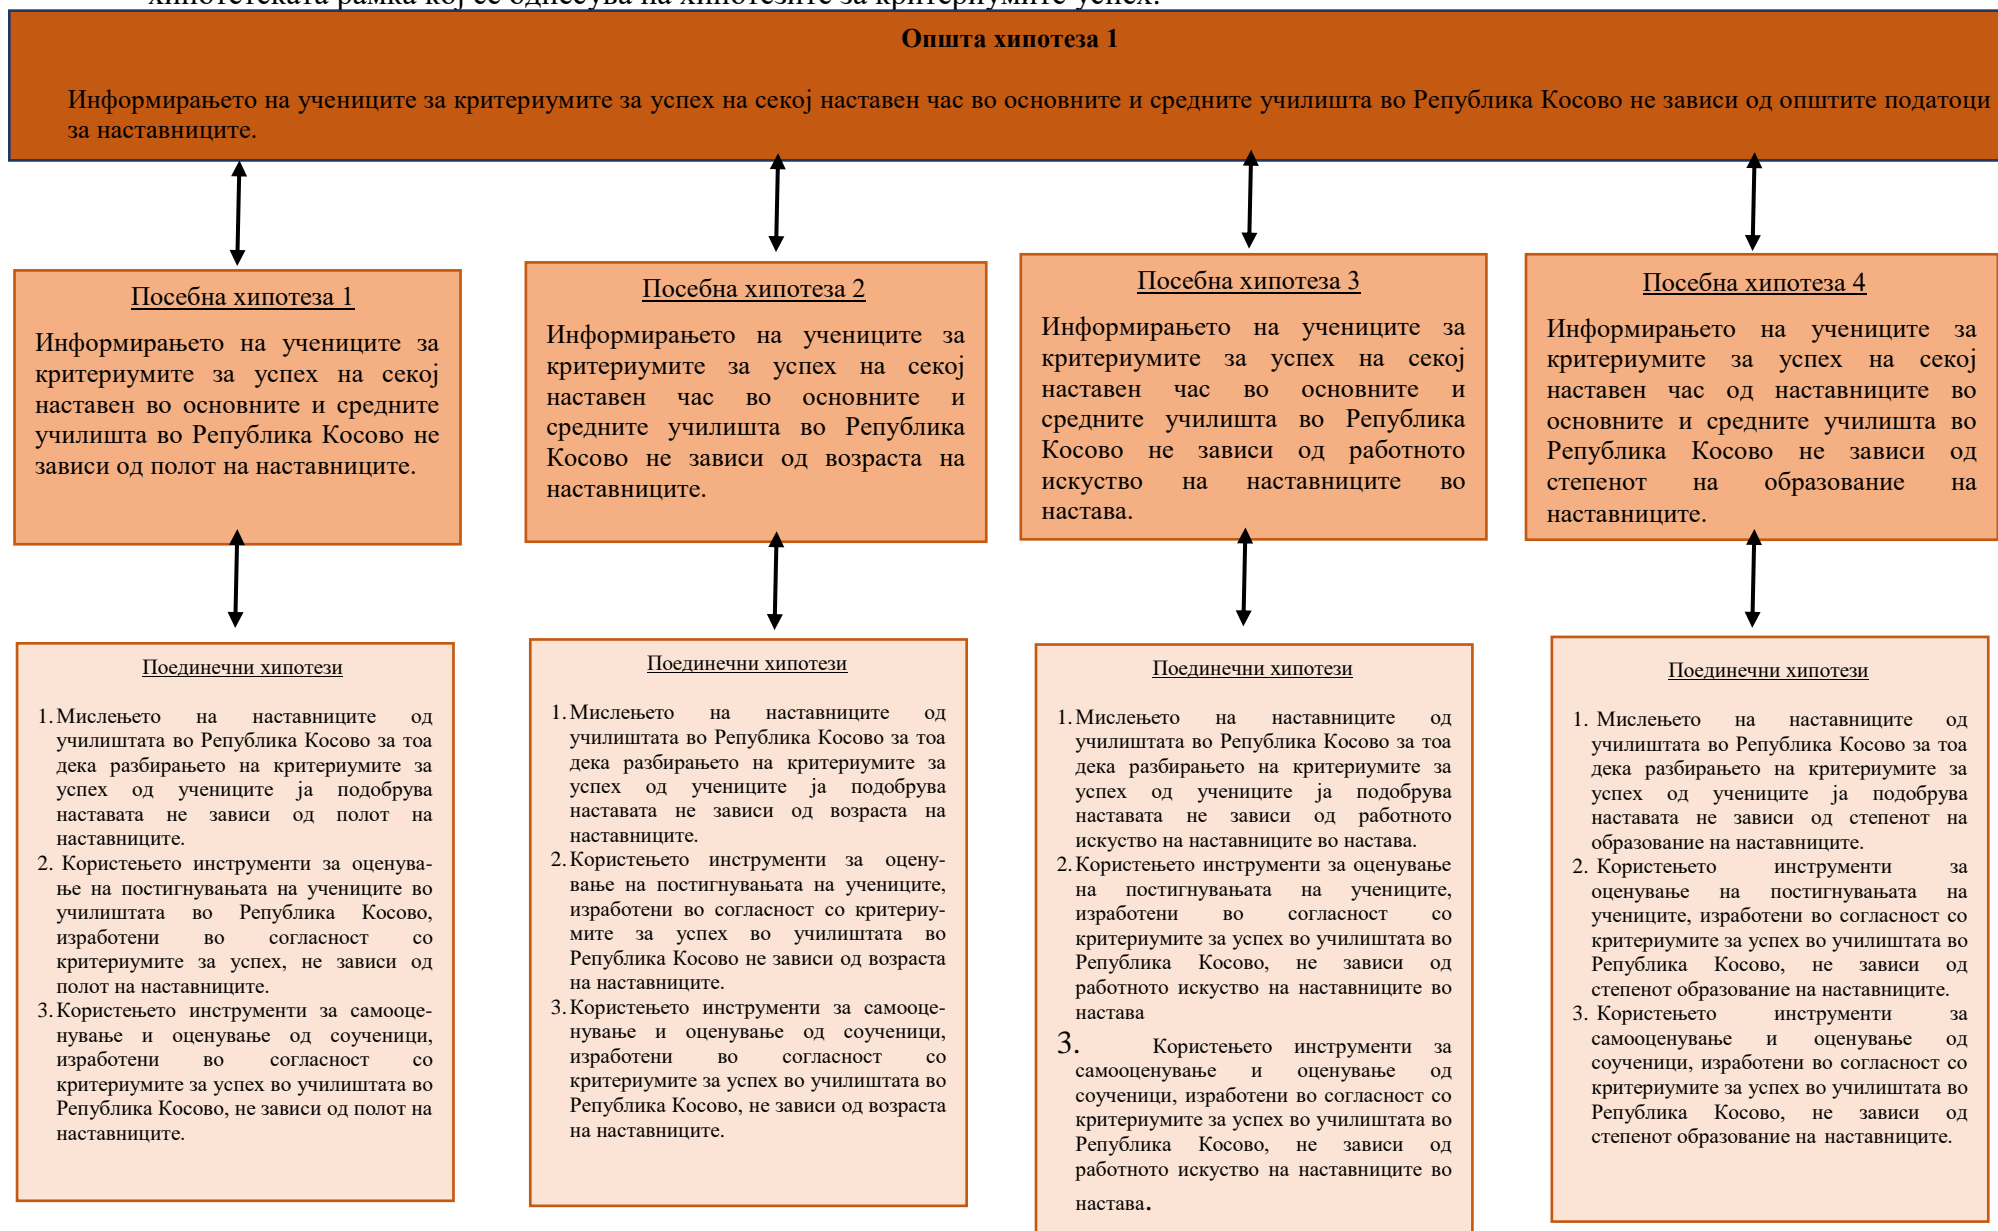 хипотетската рамка кој се однесува на хипотезите за критериумите успех.
Општа хипотеза 1
Информирањето на учениците за критериумите за успех на секој наставен час во основните и средните училишта во Република Косово не зависи од општите податоци
за наставниците.
Посебна хипотеза 1
Информирањето на учениците за
критериумите за успех на секој
наставен во основните и средните
училишта во Република Косово не
зависи од полот на наставниците.
Посебна хипотеза 2
Информирањето на учениците за
критериумите за успех на секој
наставен час во основните и
средните училишта во Република
Косово не зависи од возраста на
наставниците.
Посебна хипотеза 3
Информирањето на учениците за
критериумите за успех на секој
наставен час во основните и
средните училишта во Република
Косово не зависи од работното
искуство на наставниците во
настава.
Посебна хипотеза 4
Информирањето на учениците за
критериумите за успех на секој
наставен час од наставниците во
основните и средните училишта во
Република Косово не зависи од
степенот на образование на
наставниците.
Поединечни хипотези
1. Мислењето на наставниците од
училиштата во Република Косово за тоа
дека разбирањето на критериумите за
успех од учениците ја подобрува
наставата не зависи од полот на
наставниците.
2. Користењето инструменти за оценува-
ње на постигнувањата на учениците во
училиштата во Република Косово,
изработени во согласност со
критериумите за успех, не зависи од
полот на наставниците.
3. Користењето инструменти за самооце-
нување и оценување од соученици,
изработени во согласност со
критериумите за успех во училиштата во
Република Косово, не зависи од полот на
наставниците.
Поединечни хипотези
1. Мислењето на наставниците од
училиштата во Република Косово за тоа
дека разбирањето на критериумите за
успех од учениците ја подобрува
наставата не зависи од возраста на
наставниците.
2. Користењето инструменти за оцену-
вање на постигнувањата на учениците,
изработени во согласност со критериу-
мите за успех во училиштата во
Република Косово не зависи од возраста
на наставниците.
3. Користењето инструменти за самооце-
нување и оценување од соученици,
изработени во согласност со
критериумите за успех во училиштата во
Република Косово, не зависи од возраста
на наставниците.
Поединечни хипотези
1. Мислењето на наставниците од
училиштата во Република Косово за тоа
дека разбирањето на критериумите за
успех од учениците ја подобрува
наставата не зависи од работното
искуство на наставниците во настава.
2. Користењето инструменти за оценување
на постигнувањата на учениците,
изработени во согласност со
критериумите за успех во училиштата во
Република Косово, не зависи од
работното искуство на наставниците во
настава
3. Користењето инструменти за
самооценување и оценување од
соученици, изработени во согласност со
критериумите за успех во училиштата во
Република Косово, не зависи од
работното искуство на наставниците во
настава.
Поединечни хипотези
1. Мислењето на наставниците од
училиштата во Република Косово за тоа
дека разбирањето на критериумите за
успех од учениците ја подобрува
наставата не зависи од степенот на
образование на наставниците.
2. Користењето инструменти за
оценување на постигнувањата на
учениците, изработени во согласност со
критериумите за успех во училиштата во
Република Косово, не зависи од
степенот образование на наставниците.
3. Користењето инструменти за
самооценување и оценување од
соученици, изработени во согласност со
критериумите за успех во училиштата во
Република Косово, не зависи од
степенот образование на наставниците.